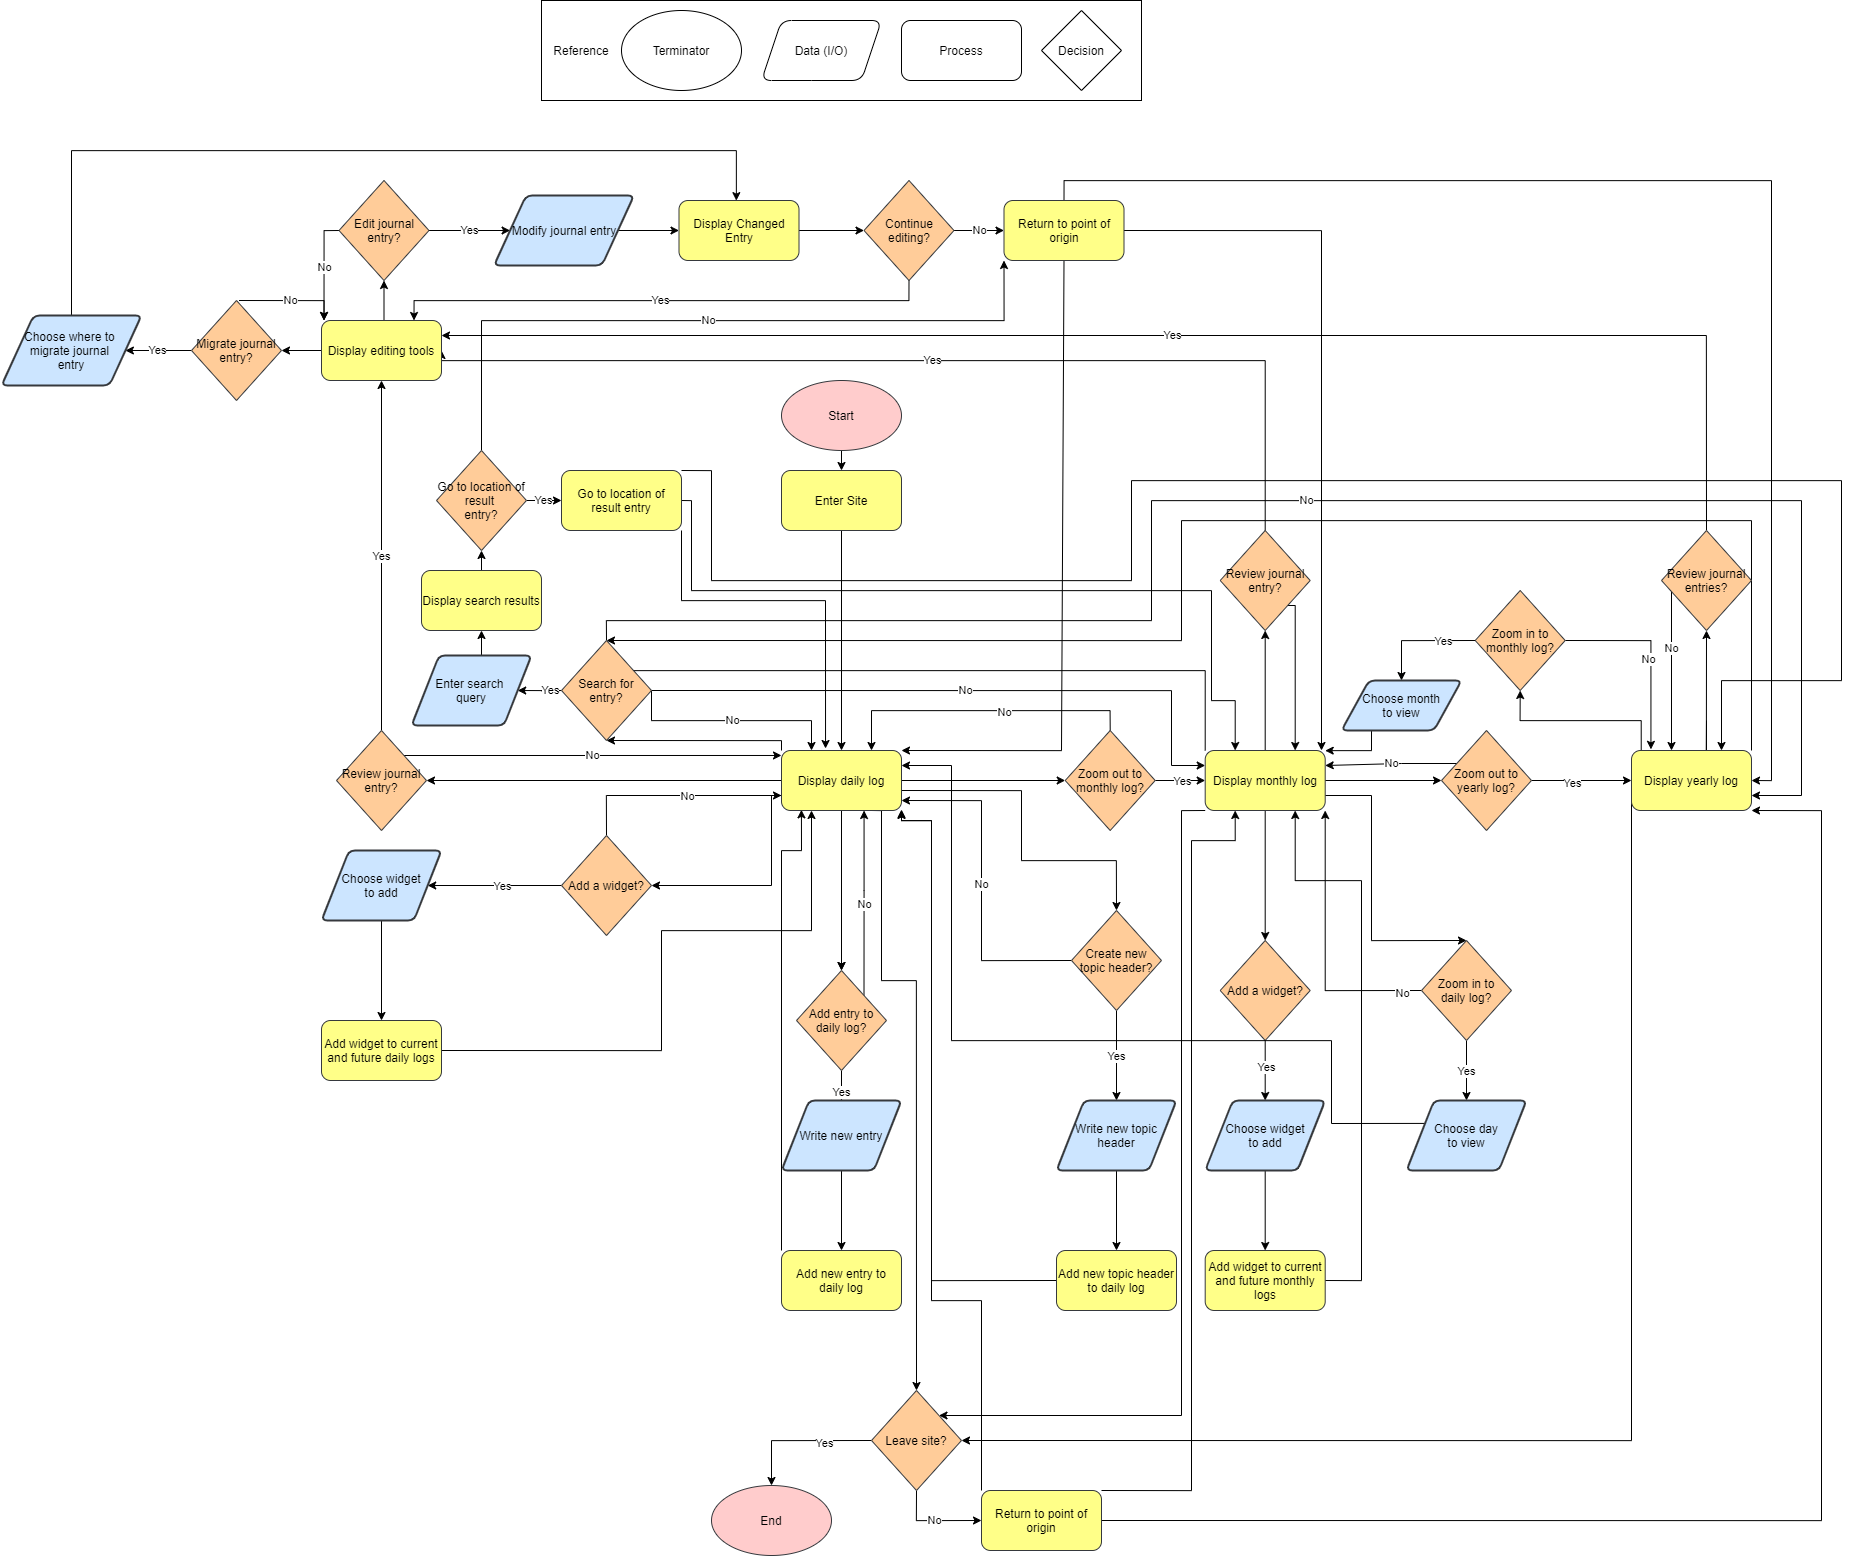 Reference
Terminator
Data (I/O)
Process
Decision
Edit journal
entry?
Yes
Modify journal entry
Display Changed
Entry
Continue
editing?
No
Return to point of
origin
No
No
Yes
No
Choose where to
migrate journal
entry
Yes
Migrate journal
entry?
Display editing tools
Yes
Yes
Start
Go to location of
result
entry?
Yes
Go to location of
result entry
Enter Site
No
Yes
Display search results
Review journal
entry?
Review journal
entries?
Zoom in to
monthly log?
Yes
No
No
Enter search
query
Yes
Search for
entry?
No
Choose month
to view
No
No
No
Review journal
entry?
Display daily log
Zoom out to
monthly log?
Yes
Display monthly log
No
Zoom out to
yearly log?
Yes
Display yearly log
No
Choose widget
to add
Yes
Add a widget?
No
No
Create new
topic header?
Add a widget?
Zoom in to
daily log?
No
Add entry to
daily log?
Add widget to current
and future daily logs
Yes
Yes
Yes
Yes
Write new entry
Write new topic
header
Choose widget
to add
Choose day
to view
Add new entry to
daily log
Add new topic header
to daily log
Add widget to current
and future monthly
logs
Leave site?
Yes
End
No
Return to point of
origin